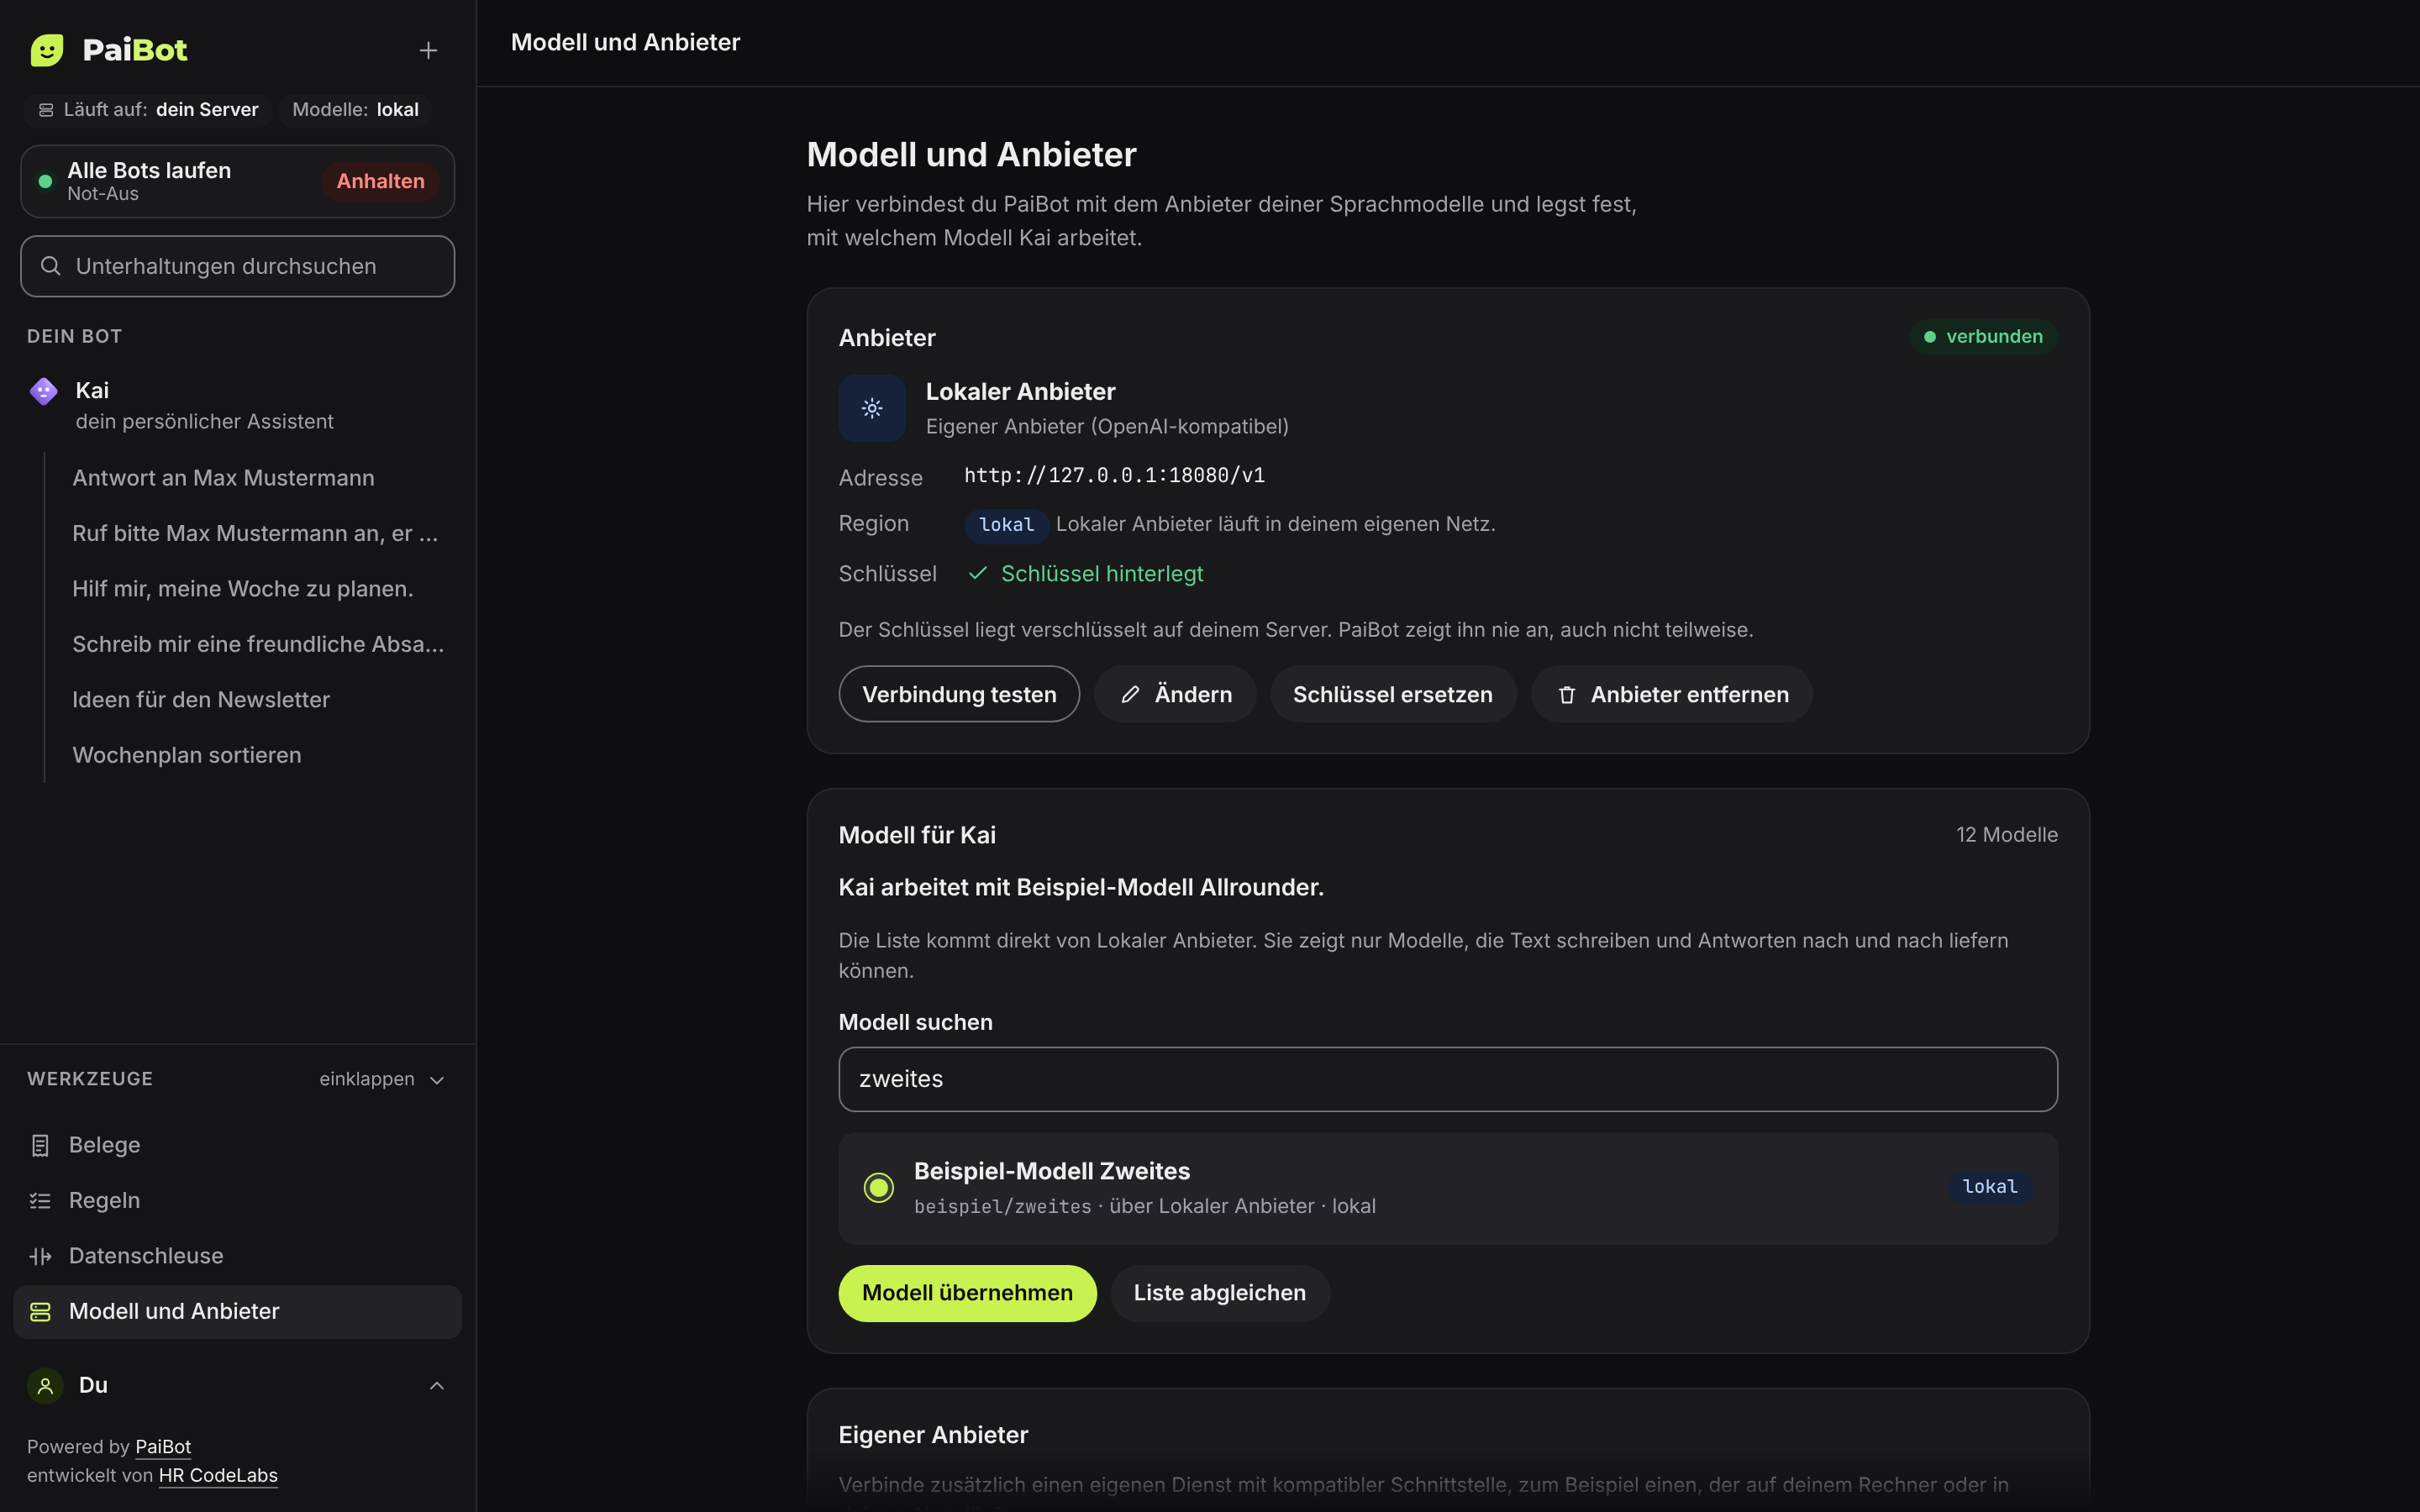 PaiBot
Läuft auf: dein Server
Modelle: lokal
Alle Bots laufen
Not-Aus
Anhalten
Unterhaltungen durchsuchen
DEIN BOT
Kai
dein persönlicher Assistent
Antwort an Max Mustermann
Ruf bitte Max Mustermann an, er ...
Hilf mir, meine Woche zu planen.
Schreib mir eine freundliche Absa...
Ideen für den Newsletter
Wochenplan sortieren
WERKZEUGE
einklappen
Belege
Regeln
Datenschleuse
Modell und Anbieter
Du
Powered by PaiBot
entwickelt von HR CodeLabs
Modell und Anbieter
Modell und Anbieter
Hier verbindest du PaiBot mit dem Anbieter deiner Sprachmodelle und legst fest,
mit welchem Modell Kai arbeitet.
Anbieter
verbunden
Lokaler Anbieter
Eigener Anbieter (OpenAI-kompatibel)
Adresse http://127.0.0.1:18080/v1
Region lokal Lokaler Anbieter läuft in deinem eigenen Netz.
Schlüssel Schlüssel hinterlegt
Der Schlüssel liegt verschlüsselt auf deinem Server. PaiBot zeigt ihn nie an, auch nicht teilweise.
Verbindung testen
Ändern
Schlüssel ersetzen
Anbieter entfernen
Modell für Kai
12 Modelle
Kai arbeitet mit Beispiel-Modell Allrounder.
Die Liste kommt direkt von Lokaler Anbieter. Sie zeigt nur Modelle, die Text schreiben und Antworten nach und nach liefern
können.
Modell suchen
zweites
Beispiel-Modell Zweites
beispiel/zweites · über Lokaler Anbieter · lokal
lokal
Modell übernehmen
Liste abgleichen
Eigener Anbieter
Verbinde zusätzlich einen eigenen Dienst mit kompatibler Schnittstelle, zum Beispiel einen, der auf deinem Rechner oder in